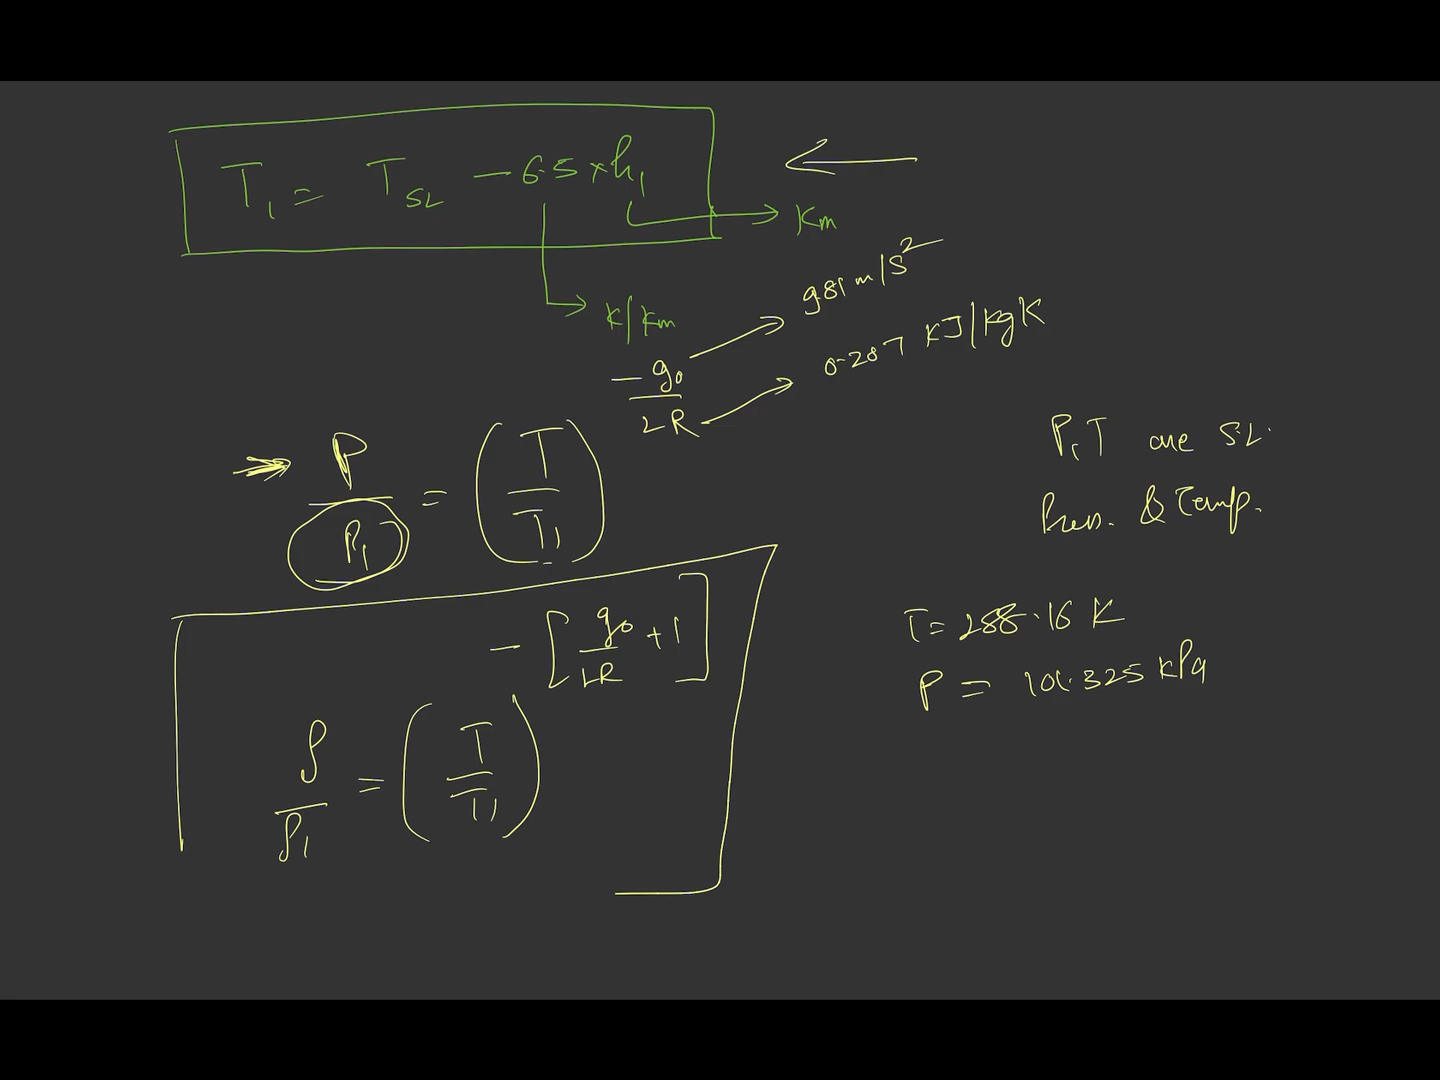 T₁ = T_SL - 6.5 × h₁
Km
K/Km
9.81 m/s²
0.287 KJ/kgK
-g₀/LR
P/P₁ = (T/T₁)
P₁T are S.L.
Pres. & Temp.
-[g₀/LR + 1]
ρ/ρ₁ = (T/T₁)
T = 288.16 K
P = 101.325 kPa